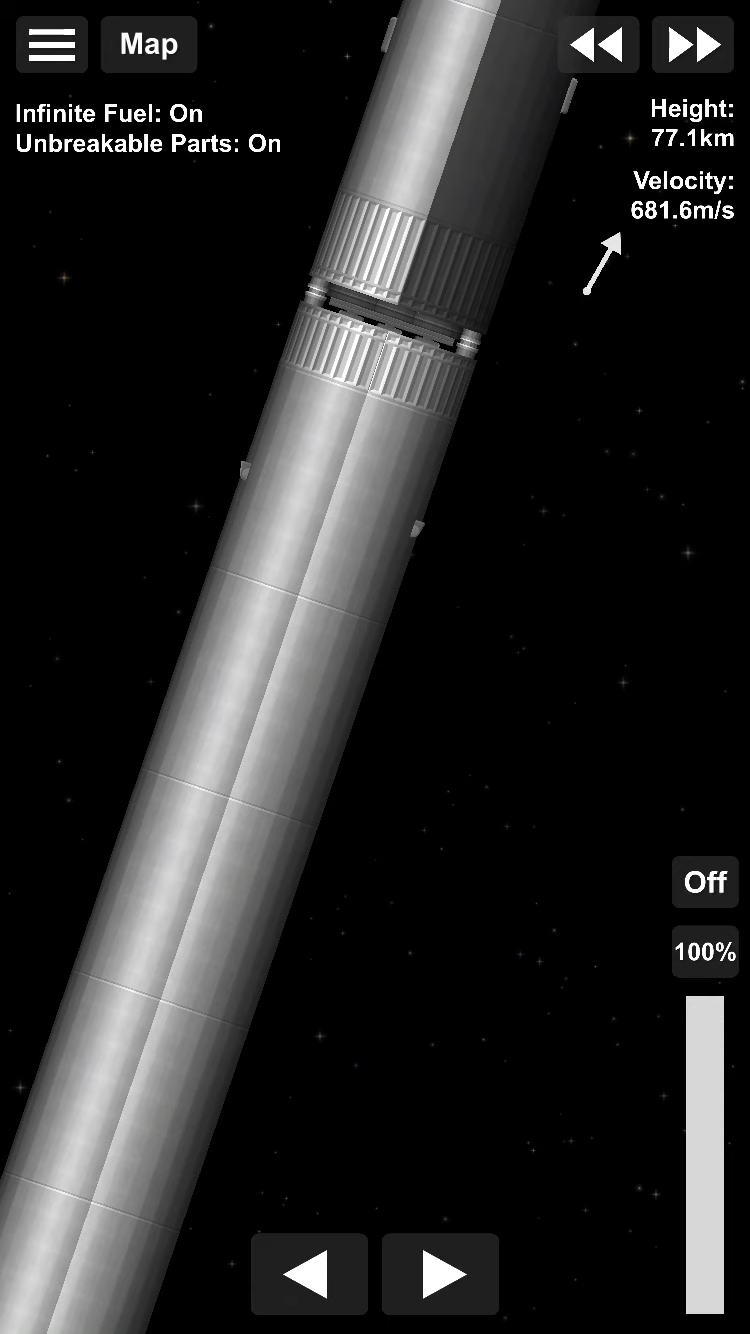 Map
Infinite Fuel: On
Unbreakable Parts: On
Height:
77.1km
Velocity:
681.6m/s
Off
100%